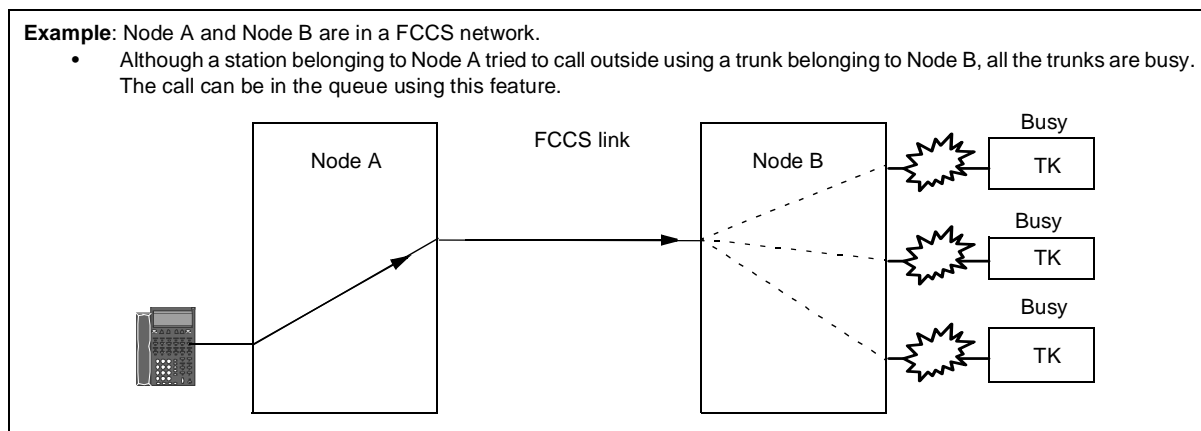 Example: Node A and Node B are in a FCCS network.
• Although a station belonging to Node A tried to call outside using a trunk belonging to Node B, all the trunks are busy.
The call can be in the queue using this feature.
Node A
FCCS link
Node B
Busy
TK
Busy
TK
Busy
TK